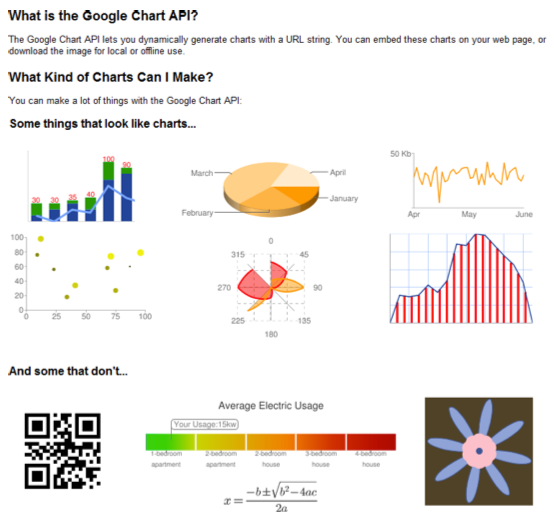 What is the Google Chart API?
The Google Chart API lets you dynamically generate charts with a URL string. You can embed these charts on your web page, or
download the image for local or offline use.
What Kind of Charts Can I Make?
You can make a lot of things with the Google Chart API:
Some things that look like charts...
30 30 35 40 100 90
March
April
January
February
50 Kb
Apr May June
100
80
60
40
20
0
0 25 50 75 100
0
315 45
270 90
225 135
180
And some that don't...
Average Electric Usage
Your Usage:15kw
1-bedroom 2-bedroom 2-bedroom 3-bedroom 4-bedroom
apartment apartment house house house
x = \frac{-b±\sqrt{b²-4ac}}{2a}